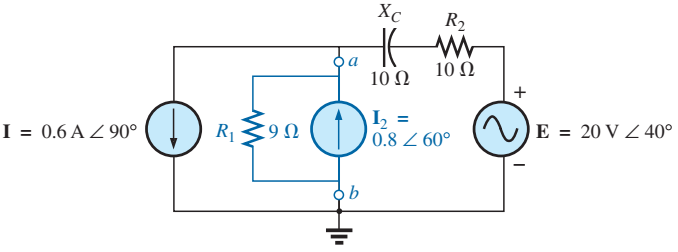 X_C
R_2
a
10 Ω
10 Ω
+
I = 0.6 A ∠ 90°
R_1
9 Ω
I_2 =
0.8 ∠ 60°
E = 20 V ∠ 40°
−
b